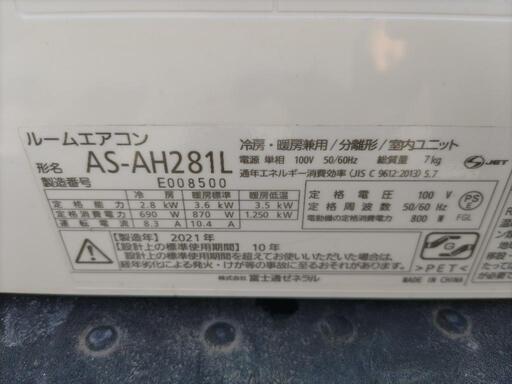 ルームエアコン
形名 AS-AH281L
製造番号 E008500
冷房・暖房兼用/分離形/室内ユニット
電源 単相 100V 50/60Hz 総質量 7kg
通年エネルギー消費効率(JIS C 9612:2013) 5.7
JET
冷房 暖房標準 暖房低温
定格能力 2.8 kW 3.6 kW 3.5 kW
定格消費電力 690 W 870 W 1,250 kW
運転電流 8.3 A 10.4 A
定格電圧 100 V
定格周波数 50/60 Hz
電動機の定格消費電力 800 W
PS E
FGL
【製造年】2021年
【設計上の標準使用期間】10年
設計上の標準使用期間を超えてお使いいただいた場合は、
経年劣化による発火・けが等の事故に至るおそれがあります。
株式会社 富士通ゼネラル
G
>PET<
MADE IN CHINA